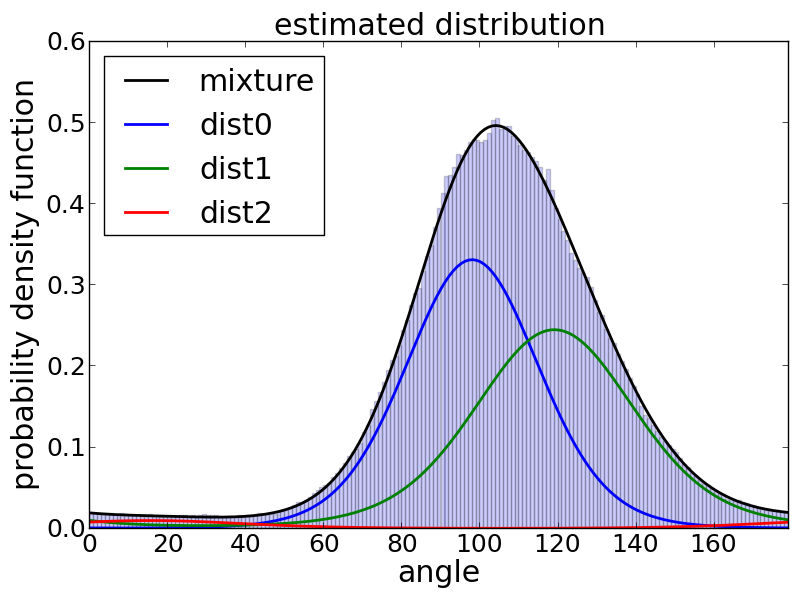 estimated distribution
probability density function
0.6
0.5
0.4
0.3
0.2
0.1
0.0
mixture
dist0
dist1
dist2
0 20 40 60 80 100 120 140 160
angle